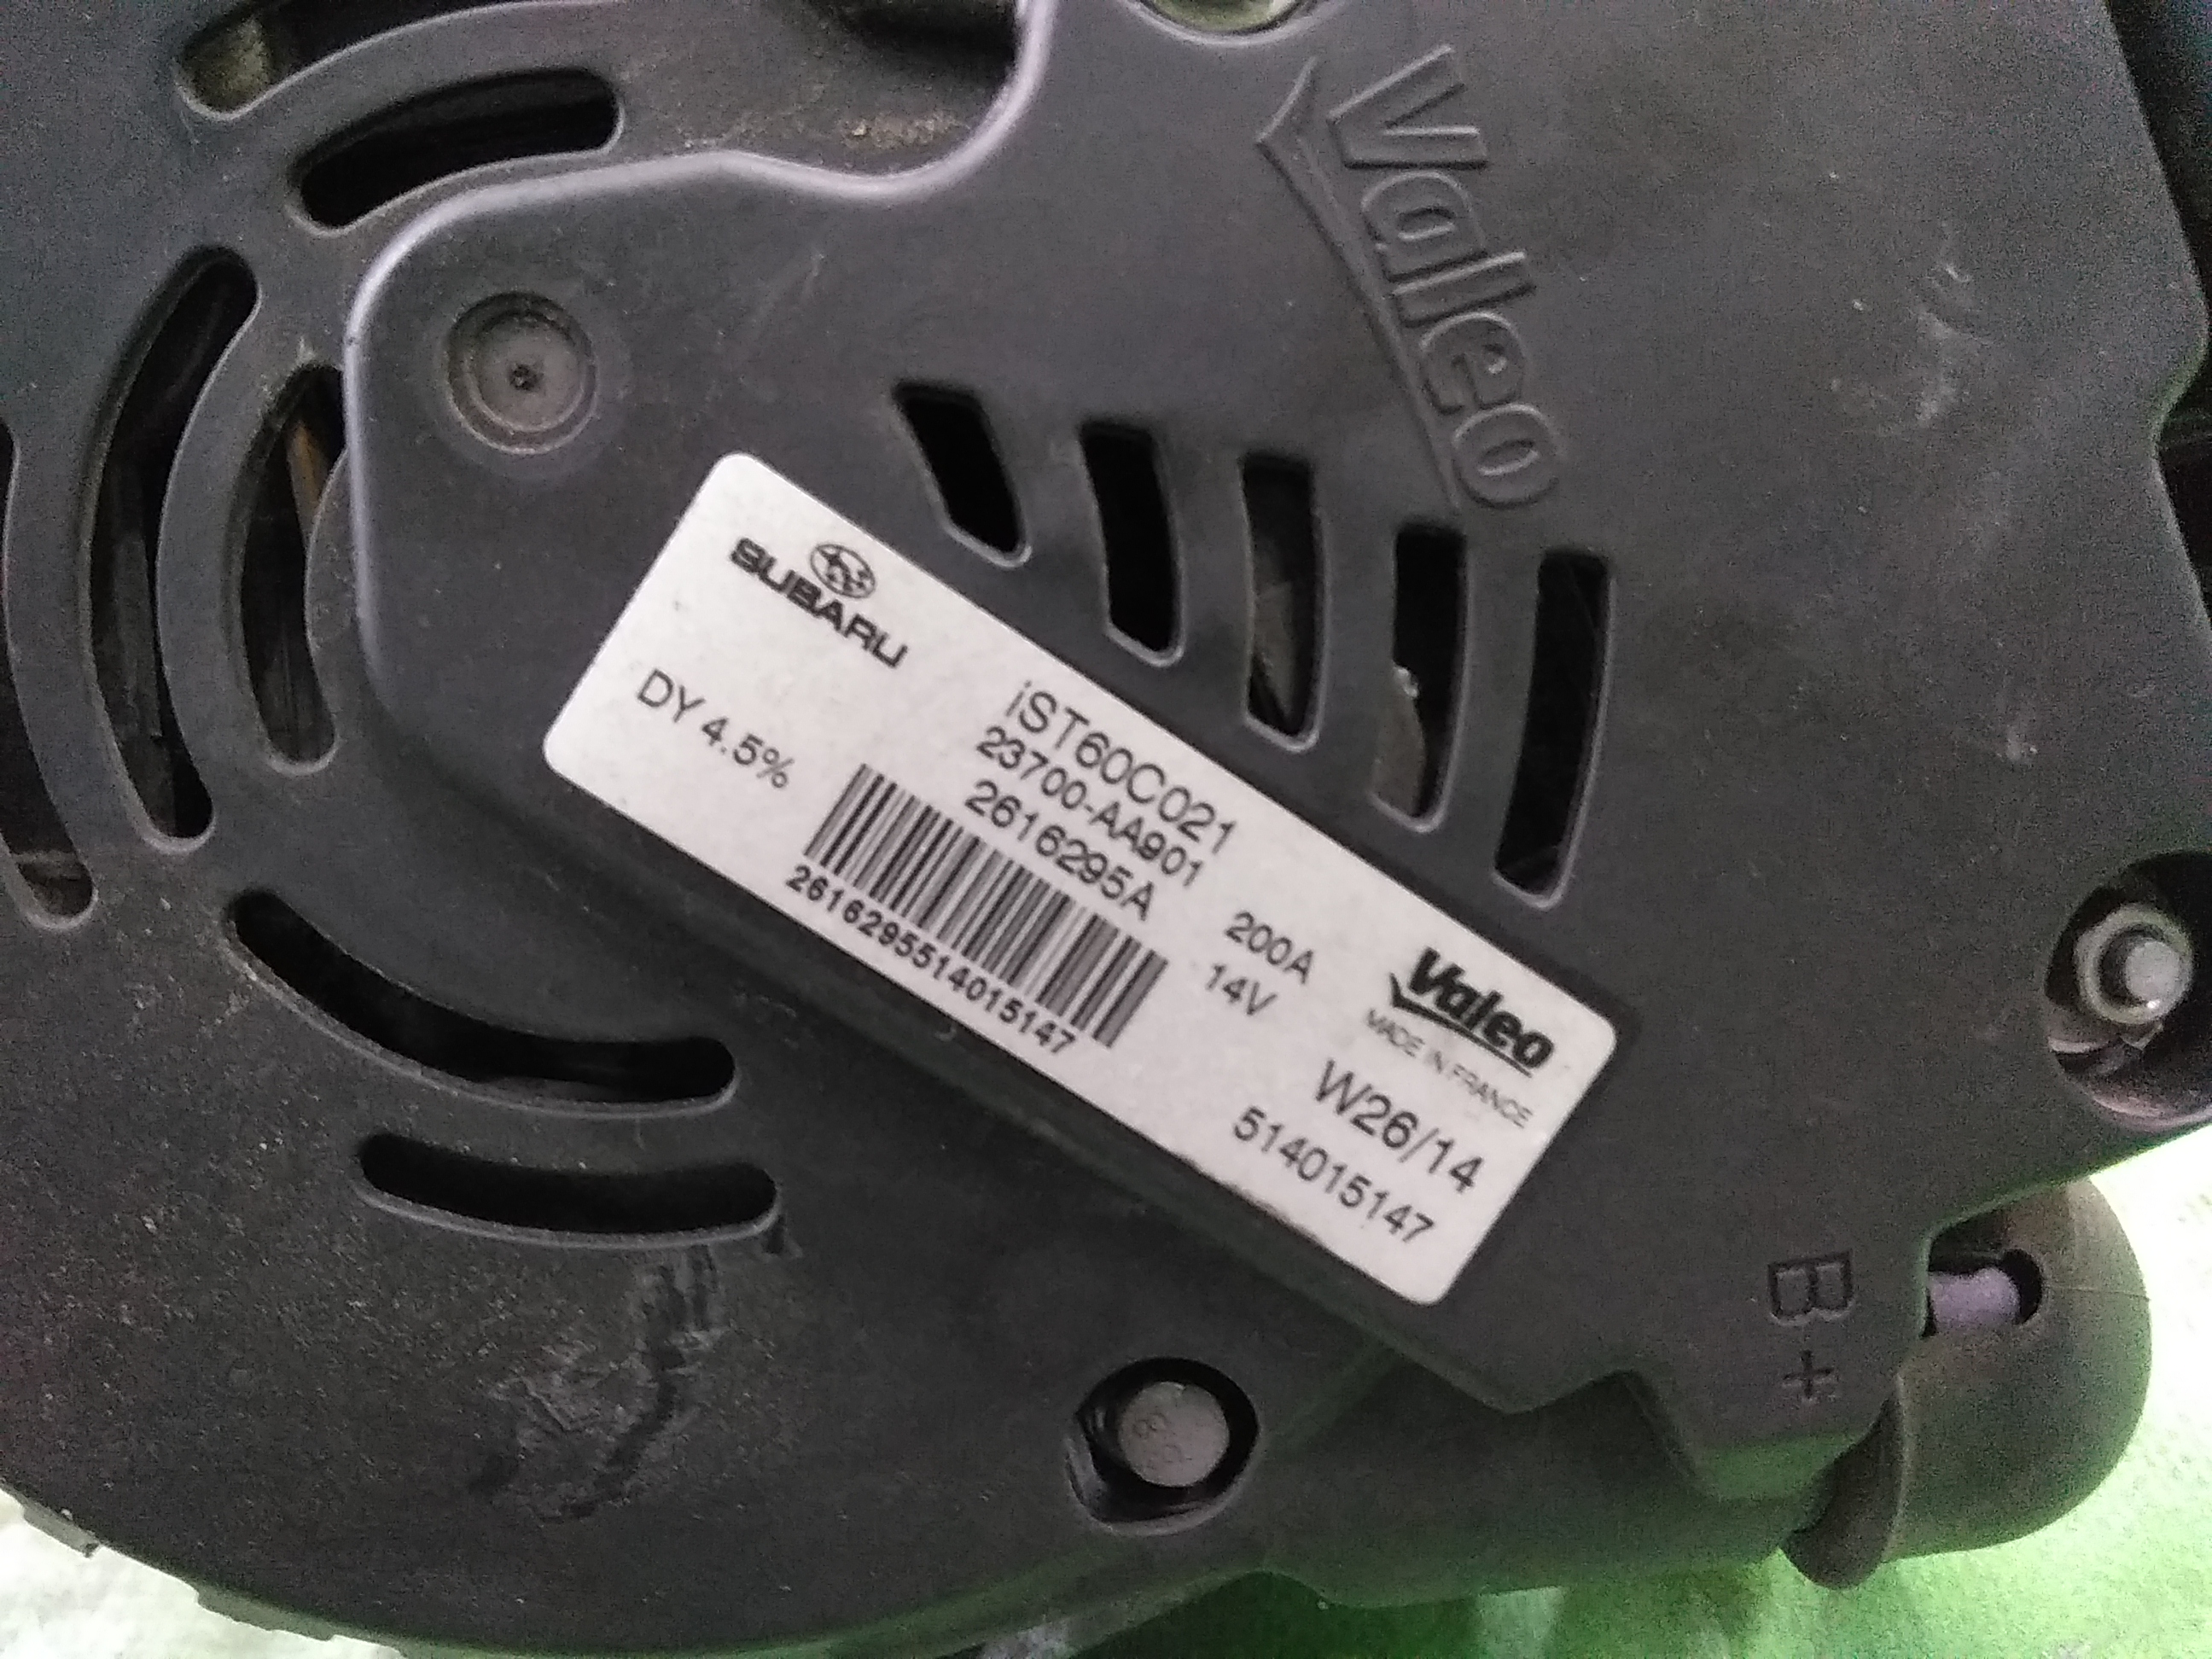 Valeo
SUBARU
DY 4.5%
iST60C021
23700-AA901
2616295A
2616295514015147
200A
14V
Valeo
MADE IN FRANCE
W26/14
514015147
B+